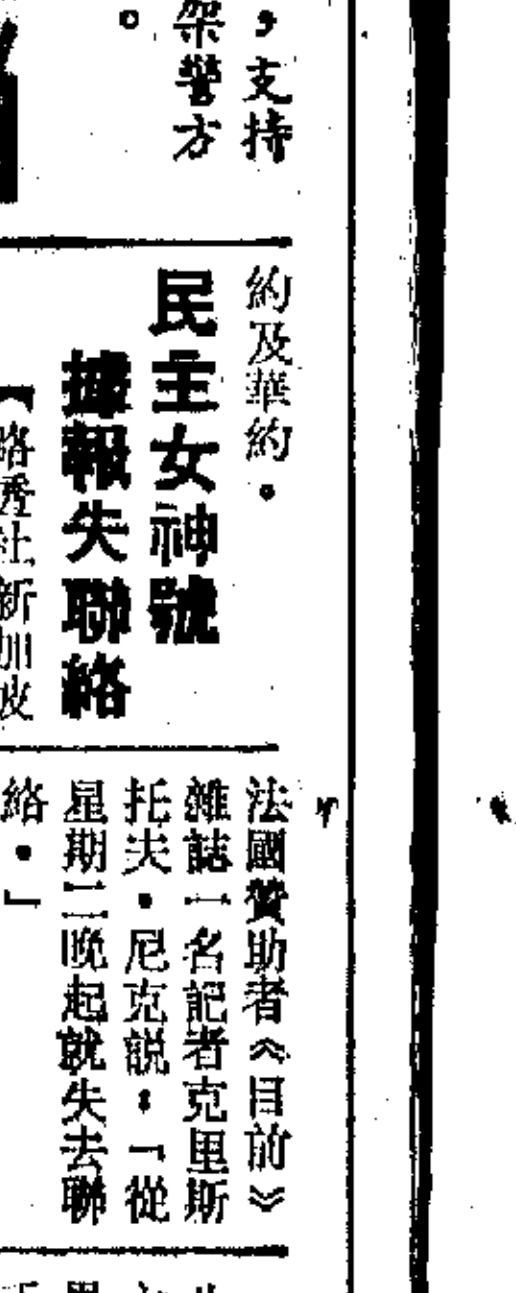 ，支持
架警方
。
約及華約．
民主女神號
據報失聯絡
【路透社新加坡
法國贊助者《目前》
雜誌一名記者克里斯
托夫．尼克説：「從
星期二晚起就失去聯
絡．」